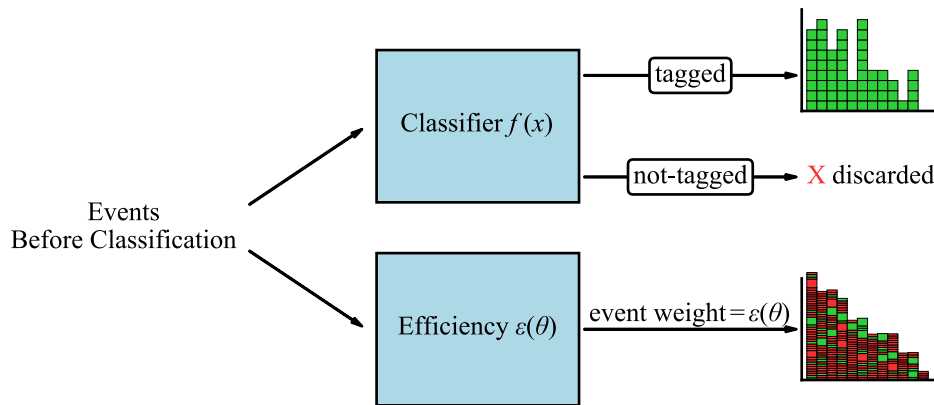 tagged
Classifier f(x)
not-tagged
X discarded
Events
Before Classification
event weight = ε(θ)
Efficiency ε(θ)